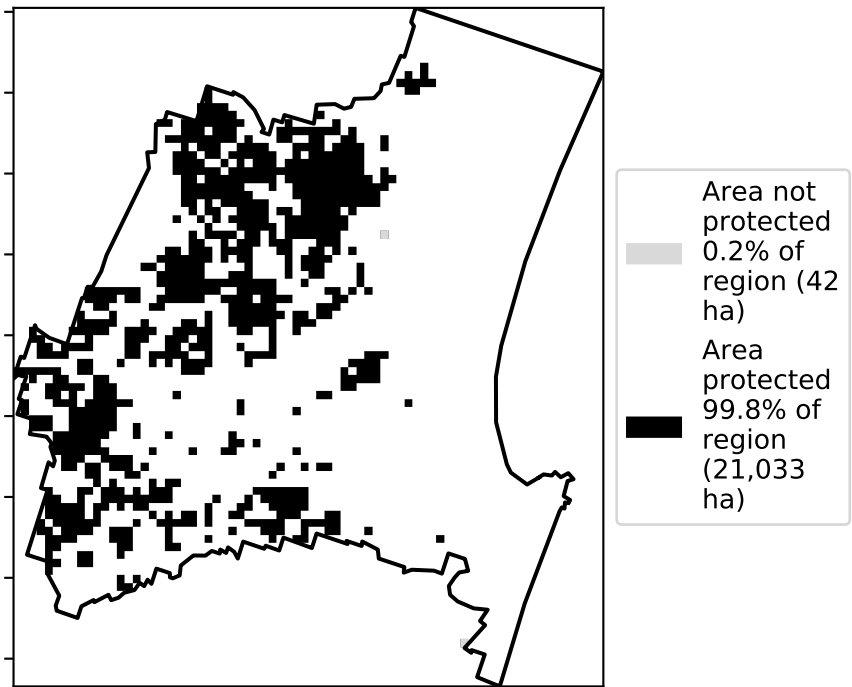 Area not
protected
0.2% of
region (42
ha)
Area
protected
99.8% of
region
(21,033
ha)